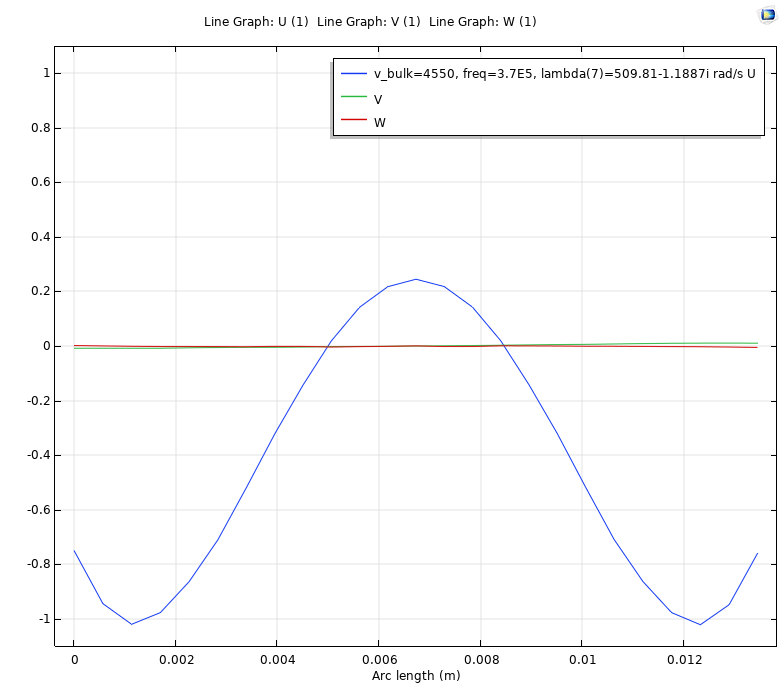 Line Graph: U (1)  Line Graph: V (1)  Line Graph: W (1)
v_bulk=4550, freq=3.7E5, lambda(7)=509.81-1.1887i rad/s U
V
W
1
0.8
0.6
0.4
0.2
0
-0.2
-0.4
-0.6
-0.8
-1
0 0.002 0.004 0.006 0.008 0.01 0.012
Arc length (m)